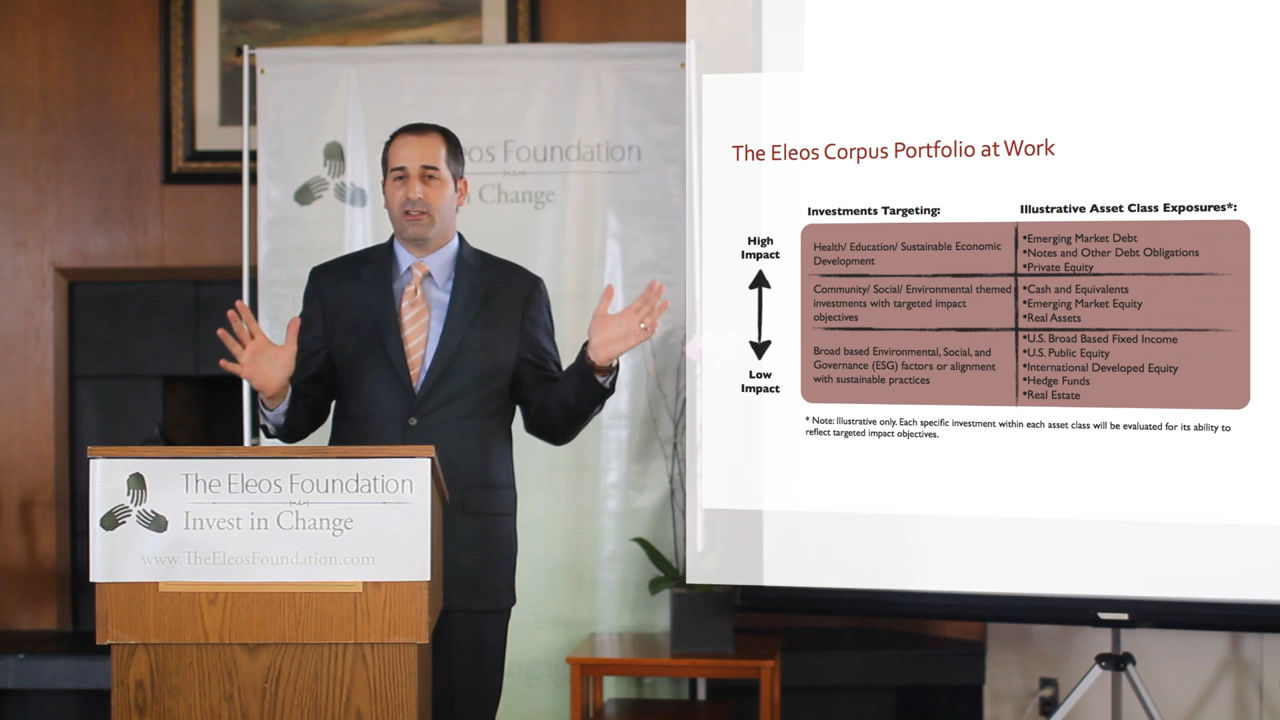 eos Foundation
Change
The Eleos Foundation
Invest in Change
www.TheEleosFoundation.com
The Eleos Corpus Portfolio at Work
Investments Targeting:
Illustrative Asset Class Exposures*:
High
Impact
Low
Impact
Health/ Education/ Sustainable Economic
Development
•Emerging Market Debt
•Notes and Other Debt Obligations
•Private Equity
Community/ Social/ Environmental themed
investments with targeted impact
objectives
•Cash and Equivalents
•Emerging Market Equity
•Real Assets
Broad based Environmental, Social, and
Governance (ESG) factors or alignment
with sustainable practices
•U.S. Broad Based Fixed Income
•U.S. Public Equity
•International Developed Equity
•Hedge Funds
•Real Estate
* Note: Illustrative only. Each specific investment within each asset class will be evaluated for its ability to
reflect targeted impact objectives.